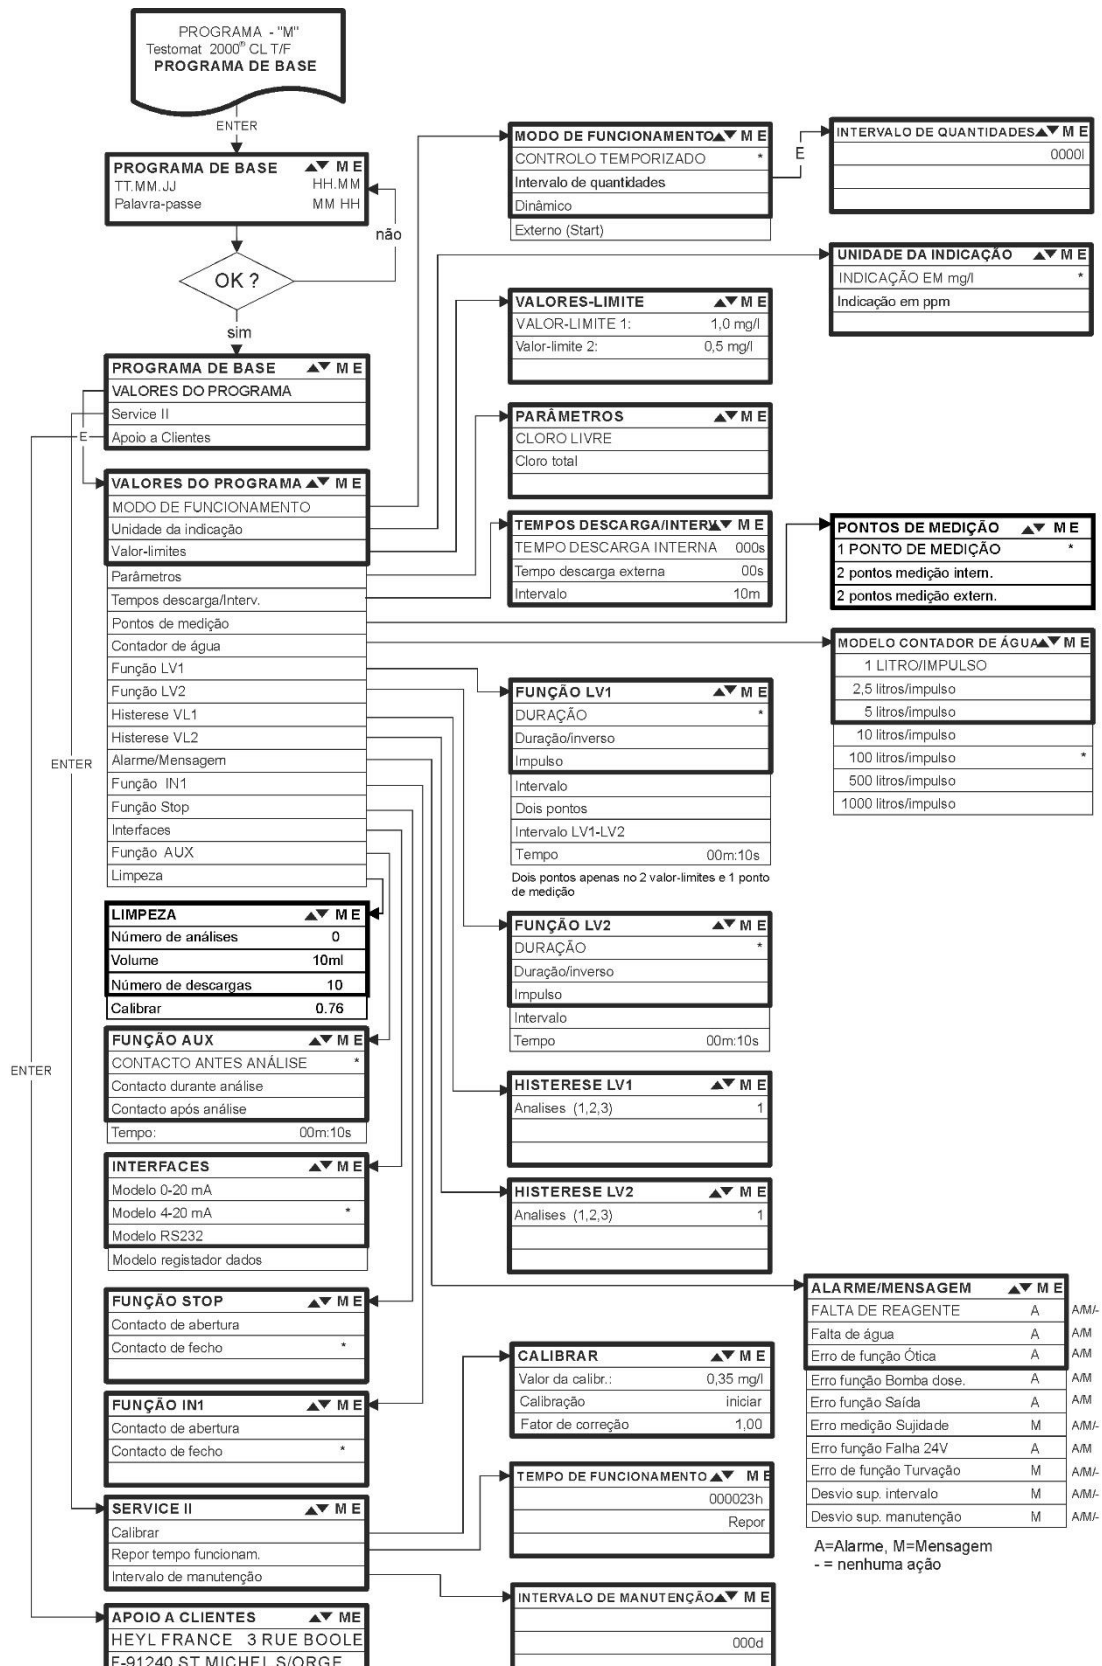 PROGRAMA - "M"
Testomat 2000® CL T/F
PROGRAMA DE BASE
ENTER
PROGRAMA DE BASE ▲▼ M E
TT.MM.JJ HH.MM
Palavra-passe MM HH
não
OK ?
sim
PROGRAMA DE BASE ▲▼ M E
VALORES DO PROGRAMA
Service II
Apoio a Clientes
E
VALORES DO PROGRAMA ▲▼ M E
MODO DE FUNCIONAMENTO
Unidade da indicação
Valor-limites
Parâmetros
Tempos descarga/Interv.
Pontos de medição
Contador de água
Função LV1
Função LV2
Histerese VL1
Histerese VL2
Alarme/Mensagem
Função IN1
Função Stop
Interfaces
Função AUX
Limpeza
ENTER
ENTER
LIMPEZA ▲▼ M E
Número de análises 0
Volume 10ml
Número de descargas 10
Calibrar 0.76
FUNÇÃO AUX ▲▼ M E
CONTACTO ANTES ANÁLISE *
Contacto durante análise
Contacto após análise
Tempo: 00m:10s
INTERFACES ▲▼ M E
Modelo 0-20 mA
Modelo 4-20 mA *
Modelo RS232
Modelo registador dados
FUNÇÃO STOP ▲▼ M E
Contacto de abertura
Contacto de fecho *
FUNÇÃO IN1 ▲▼ M E
Contacto de abertura
Contacto de fecho *
SERVICE II ▲▼ M E
Calibrar
Repor tempo funcionam.
Intervalo de manutenção
APOIO A CLIENTES ▲▼ ME
HEYL FRANCE 3 RUE BOOLE
F-91240 ST MICHEL S/ORGE
MODO DE FUNCIONAMENTO ▲▼ M E
CONTROLO TEMPORIZADO *
Intervalo de quantidades
Dinâmico
Externo (Start)
E
INTERVALO DE QUANTIDADES ▲▼ M E
0000l
UNIDADE DA INDICAÇÃO ▲▼ M E
INDICAÇÃO EM mg/l *
Indicação em ppm
VALORES-LIMITE ▲▼ M E
VALOR-LIMITE 1: 1,0 mg/l
Valor-limite 2: 0,5 mg/l
PARÂMETROS ▲▼ M E
CLORO LIVRE
Cloro total
TEMPOS DESCARGA/INTERV ▲▼ M E
TEMPO DESCARGA INTERNA 000s
Tempo descarga externa 00s
Intervalo 10m
PONTOS DE MEDIÇÃO ▲▼ M E
1 PONTO DE MEDIÇÃO *
2 pontos medição intern.
2 pontos medição extern.
MODELO CONTADOR DE ÁGUA ▲▼ M E
1 LITRO/IMPULSO
2,5 litros/impulso
5 litros/impulso
10 litros/impulso
100 litros/impulso *
500 litros/impulso
1000 litros/impulso
FUNÇÃO LV1 ▲▼ M E
DURAÇÃO *
Duração/inverso
Impulso
Intervalo
Dois pontos
Intervalo LV1-LV2
Tempo 00m:10s
Dois pontos apenas no 2 valor-limites e 1 ponto
de medição
FUNÇÃO LV2 ▲▼ M E
DURAÇÃO *
Duração/inverso
Impulso
Intervalo
Tempo 00m:10s
HISTERESE LV1 ▲▼ M E
Analises (1,2,3) 1
HISTERESE LV2 ▲▼ M E
Analises (1,2,3) 1
ALARME/MENSAGEM ▲▼ M E
FALTA DE REAGENTE A A/M/-
Falta de água A A/M
Erro de função Ótica A A/M
Erro função Bomba dose. A A/M
Erro função Saída A A/M
Erro medição Sujidade M A/M/-
Erro função Falha 24V A A/M
Erro de função Turvação M A/M/-
Desvio sup. intervalo M A/M/-
Desvio sup. manutenção M A/M/-
A=Alarme, M=Mensagem
- = nenhuma ação
CALIBRAR ▲▼ M E
Valor da calibr.: 0,35 mg/l
Calibração iniciar
Fator de correção 1,00
TEMPO DE FUNCIONAMENTO ▲▼ M E
000023h
Repor
INTERVALO DE MANUTENÇÃO ▲▼ M E
000d